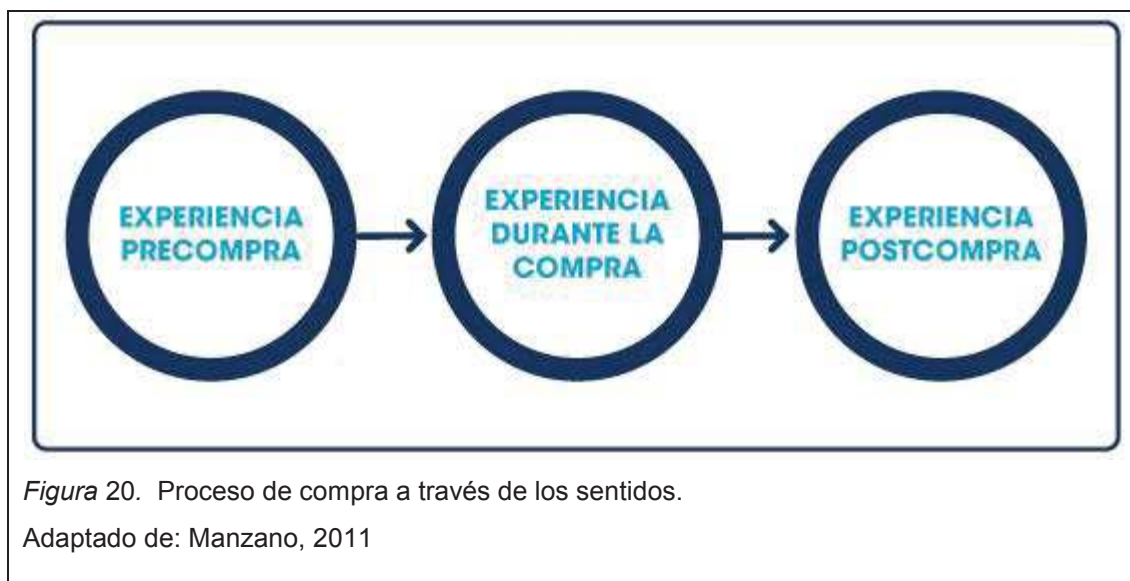 EXPERIENCIA
PRECOMPRA
EXPERIENCIA
DURANTE LA
COMPRA
EXPERIENCIA
POSTCOMPRA
Figura 20. Proceso de compra a través de los sentidos.
Adaptado de: Manzano, 2011